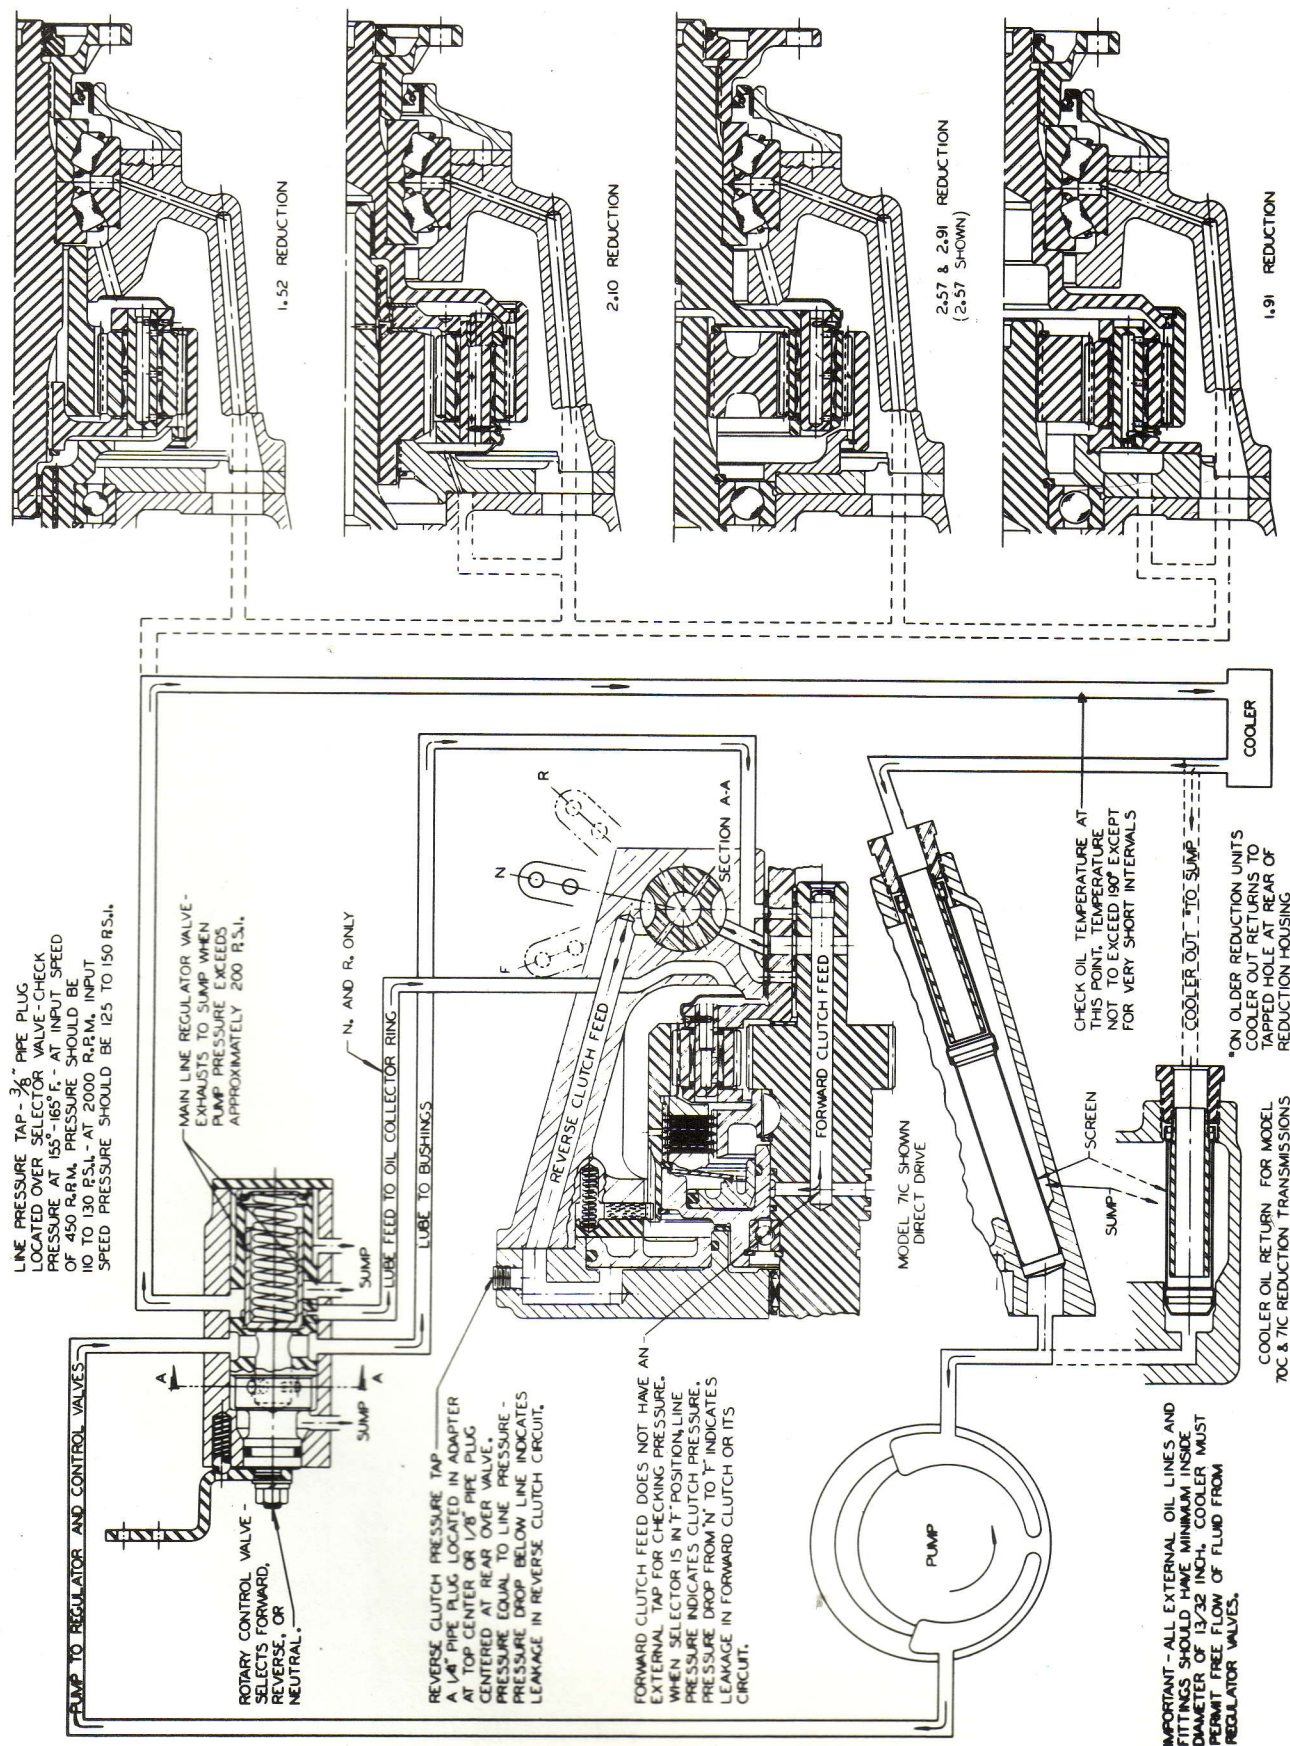 LINE PRESSURE TAP - 3/8" PIPE PLUG
LOCATED OVER SELECTOR VALVE - CHECK
PRESSURE AT 155° - 165° F. - AT INPUT SPEED
OF 450 R.P.M. PRESSURE SHOULD BE
110 TO 130 P.S.I. - AT 2000 R.P.M. INPUT
SPEED PRESSURE SHOULD BE 125 TO 150 P.S.I.
MAIN LINE REGULATOR VALVE -
EXHAUSTS TO SUMP WHEN
PUMP PRESSURE EXCEEDS
APPROXIMATELY 200 P.S.I.
PUMP TO REGULATOR AND CONTROL VALVES
A
A
SUMP
SUMP
N. AND R. ONLY
LUBE FEED TO OIL COLLECTOR RING
LUBE TO BUSHINGS
ROTARY CONTROL VALVE -
SELECTS FORWARD,
REVERSE, OR
NEUTRAL.
REVERSE CLUTCH PRESSURE TAP
A 1/4" PIPE PLUG LOCATED IN ADAPTER
AT TOP CENTER OR 1/8" PIPE PLUG
CENTERED AT REAR OVER VALVE.
PRESSURE EQUAL TO LINE PRESSURE -
PRESSURE DROP BELOW LINE INDICATES
LEAKAGE IN REVERSE CLUTCH CIRCUIT.
FORWARD CLUTCH FEED DOES NOT HAVE AN
EXTERNAL TAP FOR CHECKING PRESSURE.
WHEN SELECTOR IS IN "F" POSITION, LINE
PRESSURE INDICATES CLUTCH PRESSURE.
PRESSURE DROP FROM "N" TO "F" INDICATES
LEAKAGE IN FORWARD CLUTCH OR ITS
CIRCUIT.
F
N
R
REVERSE CLUTCH FEED
SECTION A-A
FORWARD CLUTCH FEED
MODEL 71C SHOWN
DIRECT DRIVE
PUMP
SUMP
SCREEN
CHECK OIL TEMPERATURE AT
THIS POINT. TEMPERATURE
NOT TO EXCEED 190° EXCEPT
FOR VERY SHORT INTERVALS
COOLER
COOLER OUT *TO SUMP
*ON OLDER REDUCTION UNITS
COOLER OUT RETURNS TO
TAPPED HOLE AT REAR OF
REDUCTION HOUSING
COOLER OIL RETURN FOR MODEL
70C & 71C REDUCTION TRANSMISSIONS
IMPORTANT - ALL EXTERNAL OIL LINES AND
FITTINGS SHOULD HAVE MINIMUM INSIDE
DIAMETER OF 13/32 INCH. COOLER MUST
PERMIT FREE FLOW OF FLUID FROM
REGULATOR VALVES.
1.52 REDUCTION
2.10 REDUCTION
2.57 & 2.91 REDUCTION
(2.57 SHOWN)
1.91 REDUCTION